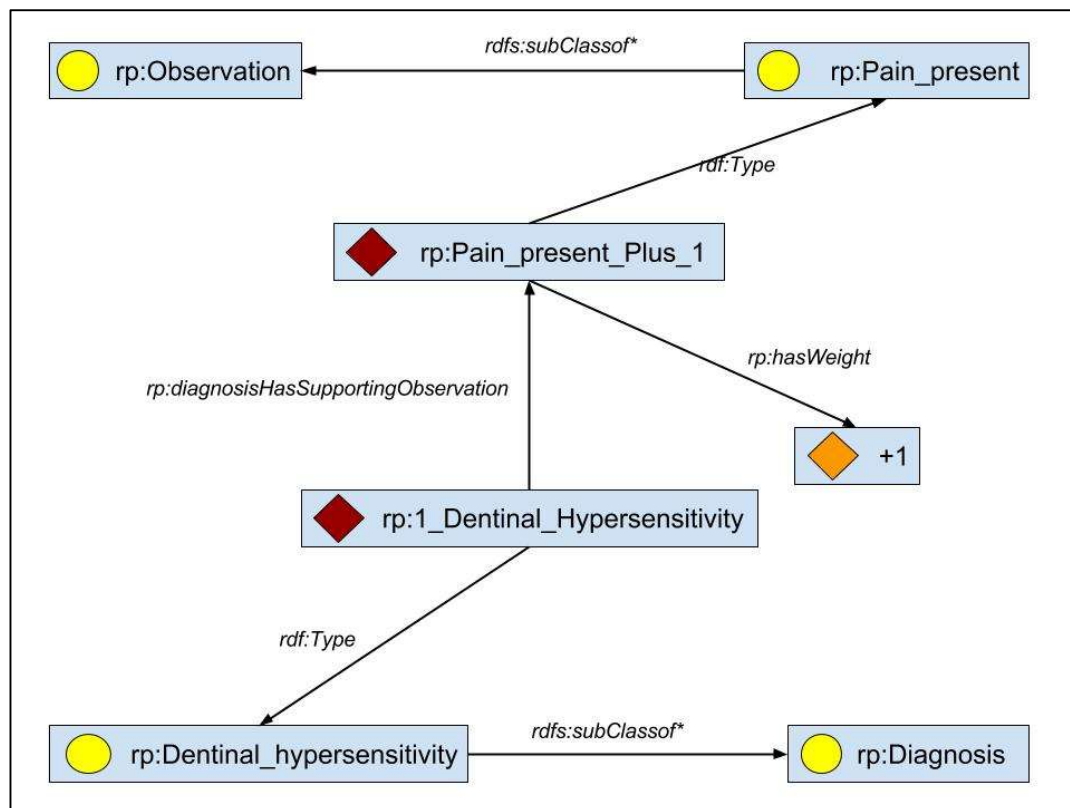 rdfs:subClassof*
rp:Observation
rp:Pain_present
rdf:Type
rp:Pain_present_Plus_1
rp:hasWeight
rp:diagnosisHasSupportingObservation
+1
rp:1_Dentinal_Hypersensitivity
rdf:Type
rdfs:subClassof*
rp:Dentinal_hypersensitivity
rp:Diagnosis